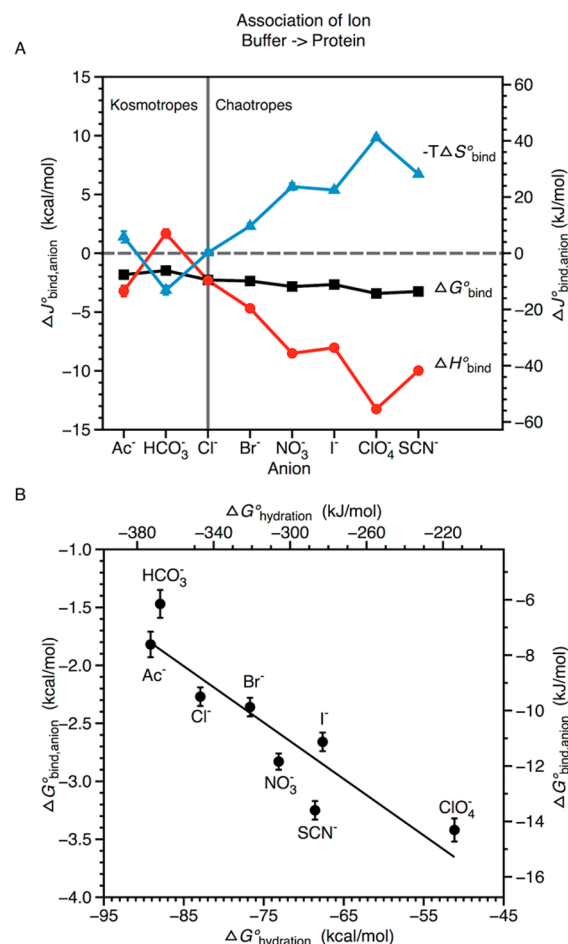 Association of Ion
Buffer -> Protein
A
Kosmotropes
Chaotropes
-TΔS°bind
ΔG°bind
ΔH°bind
ΔJ°bind,anion (kcal/mol)
15
10
5
0
−5
−10
−15
ΔJ°bind,anion (kJ/mol)
60
40
20
0
−20
−40
−60
Ac⁻ HCO₃⁻ Cl⁻ Br⁻ NO₃⁻ I⁻ ClO₄⁻ SCN⁻
Anion
B
ΔG°hydration (kJ/mol)
−380 −340 −300 −260 −220
ΔG°bind,anion (kcal/mol)
−1.0
−1.5
−2.0
−2.5
−3.0
−3.5
−4.0
HCO₃⁻
Ac⁻
Cl⁻
Br⁻
NO₃⁻
I⁻
SCN⁻
ClO₄⁻
ΔG°bind,anion (kJ/mol)
−6
−8
−10
−12
−14
−16
−95 −85 −75 −65 −55 −45
ΔG°hydration (kcal/mol)